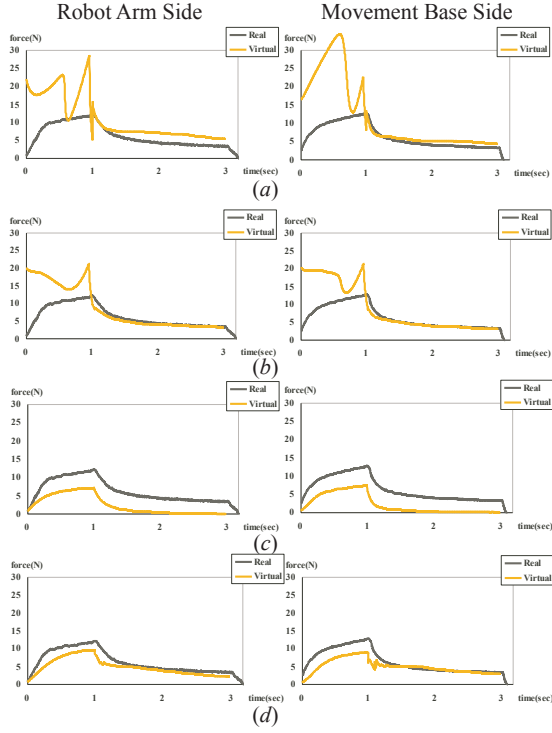 Robot Arm Side Movement Base Side
force(N) Real Virtual force(N) Real Virtual
30 25 20 15 10 5 0 30 25 20 15 10 5 0
0 1 2 3 time(sec) 0 1 2 3 time(sec)
(a)
force(N) Real Virtual force(N) Real Virtual
30 25 20 15 10 5 0 30 25 20 15 10 5 0
0 1 2 3 time(sec) 0 1 2 3 time(sec)
(b)
force(N) Real Virtual force(N) Real Virtual
30 25 20 15 10 5 0 30 25 20 15 10 5 0
0 1 2 3 time(sec) 0 1 2 3 time(sec)
(c)
force(N) Real Virtual force(N) Real Virtual
30 25 20 15 10 5 0 30 25 20 15 10 5 0
0 1 2 3 time(sec) 0 1 2 3 time(sec)
(d)